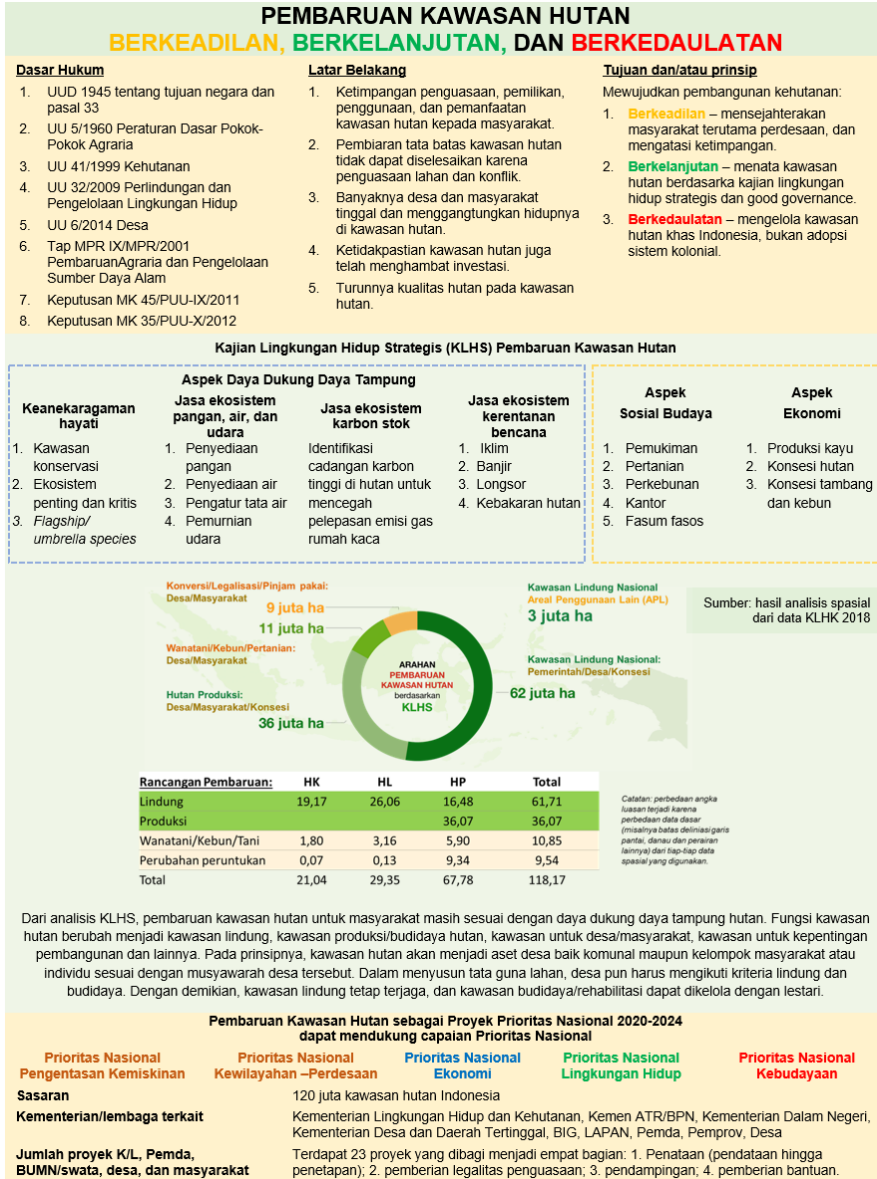 PEMBARUAN KAWASAN HUTAN
BERKEADILAN, BERKELANJUTAN, DAN BERKEDAULATAN
Dasar Hukum
1. UUD 1945 tentang tujuan negara dan
pasal 33
2. UU 5/1960 Peraturan Dasar Pokok-
Pokok Agraria
3. UU 41/1999 Kehutanan
4. UU 32/2009 Perlindungan dan
Pengelolaan Lingkungan Hidup
5. UU 6/2014 Desa
6. Tap MPR IX/MPR/2001
PembaruanAgraria dan Pengelolaan
Sumber Daya Alam
7. Keputusan MK 45/PUU-IX/2011
8. Keputusan MK 35/PUU-X/2012
Latar Belakang
1. Ketimpangan penguasaan, pemilikan,
penggunaan, dan pemanfaatan
kawasan hutan kepada masyarakat.
2. Pembiaran tata batas kawasan hutan
tidak dapat diselesaikan karena
penguasaan lahan dan konflik.
3. Banyaknya desa dan masyarakat
tinggal dan menggangtungkan hidupnya
di kawasan hutan.
4. Ketidakpastian kawasan hutan juga
telah menghambat investasi.
5. Turunnya kualitas hutan pada kawasan
hutan.
Tujuan dan/atau prinsip
Mewujudkan pembangunan kehutanan:
1. Berkeadilan – mensejahterakan
masyarakat terutama perdesaan, dan
mengatasi ketimpangan.
2. Berkelanjutan – menata kawasan
hutan berdasarka kajian lingkungan
hidup strategis dan good governance.
3. Berkedaulatan – mengelola kawasan
hutan khas Indonesia, bukan adopsi
sistem kolonial.
Kajian Lingkungan Hidup Strategis (KLHS) Pembaruan Kawasan Hutan
Aspek Daya Dukung Daya Tampung
Keanekaragaman
hayati
1. Kawasan
konservasi
2. Ekosistem
penting dan kritis
3. Flagship/
umbrella species
Jasa ekosistem
pangan, air, dan
udara
1. Penyediaan
pangan
2. Penyediaan air
3. Pengatur tata air
4. Pemurnian
udara
Jasa ekosistem
karbon stok
Identifikasi
cadangan karbon
tinggi di hutan untuk
mencegah
pelepasan emisi gas
rumah kaca
Jasa ekosistem
kerentanan
bencana
1. Iklim
2. Banjir
3. Longsor
4. Kebakaran hutan
Aspek
Sosial Budaya
1. Pemukiman
2. Pertanian
3. Perkebunan
4. Kantor
5. Fasum fasos
Aspek
Ekonomi
1. Produksi kayu
2. Konsesi hutan
3. Konsesi tambang
dan kebun
Konversi/Legalisasi/Pinjam pakai:
Desa/Masyarakat
9 juta ha
11 juta ha
Wanatani/Kebun/Pertanian:
Desa/Masyarakat
Hutan Produksi:
Desa/Masyarakat/Konsesi
36 juta ha
ARAHAN
PEMBARUAN
KAWASAN HUTAN
berdasarkan
KLHS
Kawasan Lindung Nasional
Areal Penggunaan Lain (APL)
3 juta ha
Kawasan Lindung Nasional:
Pemerintah/Desa/Konsesi
62 juta ha
Sumber: hasil analisis spasial
dari data KLHK 2018
Rancangan Pembaruan: HK HL HP Total
Lindung 19,17 26,06 16,48 61,71
Produksi 36,07 36,07
Wanatani/Kebun/Tani 1,80 3,16 5,90 10,85
Perubahan peruntukan 0,07 0,13 9,34 9,54
Total 21,04 29,35 67,78 118,17
Catatan: perbedaan angka
luasan terjadi karena
perbedaan data dasar
(misalnya batas deliniasi garis
pantai, danau dan perairan
lainnya) dari tiap-tiap data
spasial yang digunakan.
Dari analisis KLHS, pembaruan kawasan hutan untuk masyarakat masih sesuai dengan daya dukung daya tampung hutan. Fungsi kawasan
hutan berubah menjadi kawasan lindung, kawasan produksi/budidaya hutan, kawasan untuk desa/masyarakat, kawasan untuk kepentingan
pembangunan dan lainnya. Pada prinsipnya, kawasan hutan akan menjadi aset desa baik komunal maupun kelompok masyarakat atau
individu sesuai dengan musyawarah desa tersebut. Dalam menyusun tata guna lahan, desa pun harus mengikuti kriteria lindung dan
budidaya. Dengan demikian, kawasan lindung tetap terjaga, dan kawasan budidaya/rehabilitasi dapat dikelola dengan lestari.
Pembaruan Kawasan Hutan sebagai Proyek Prioritas Nasional 2020-2024
dapat mendukung capaian Prioritas Nasional
Prioritas Nasional
Pengentasan Kemiskinan
Prioritas Nasional
Kewilayahan –Perdesaan
Prioritas Nasional
Ekonomi
Prioritas Nasional
Lingkungan Hidup
Prioritas Nasional
Kebudayaan
Sasaran 120 juta kawasan hutan Indonesia
Kementerian/lembaga terkait Kementerian Lingkungan Hidup dan Kehutanan, Kemen ATR/BPN, Kementerian Dalam Negeri,
Kementerian Desa dan Daerah Tertinggal, BIG, LAPAN, Pemda, Pemprov, Desa
Jumlah proyek K/L, Pemda, Terdapat 23 proyek yang dibagi menjadi empat bagian: 1. Penataan (pendataan hingga
BUMN/swata, desa, dan masyarakat penetapan); 2. pemberian legalitas penguasaan; 3. pendampingan; 4. pemberian bantuan.